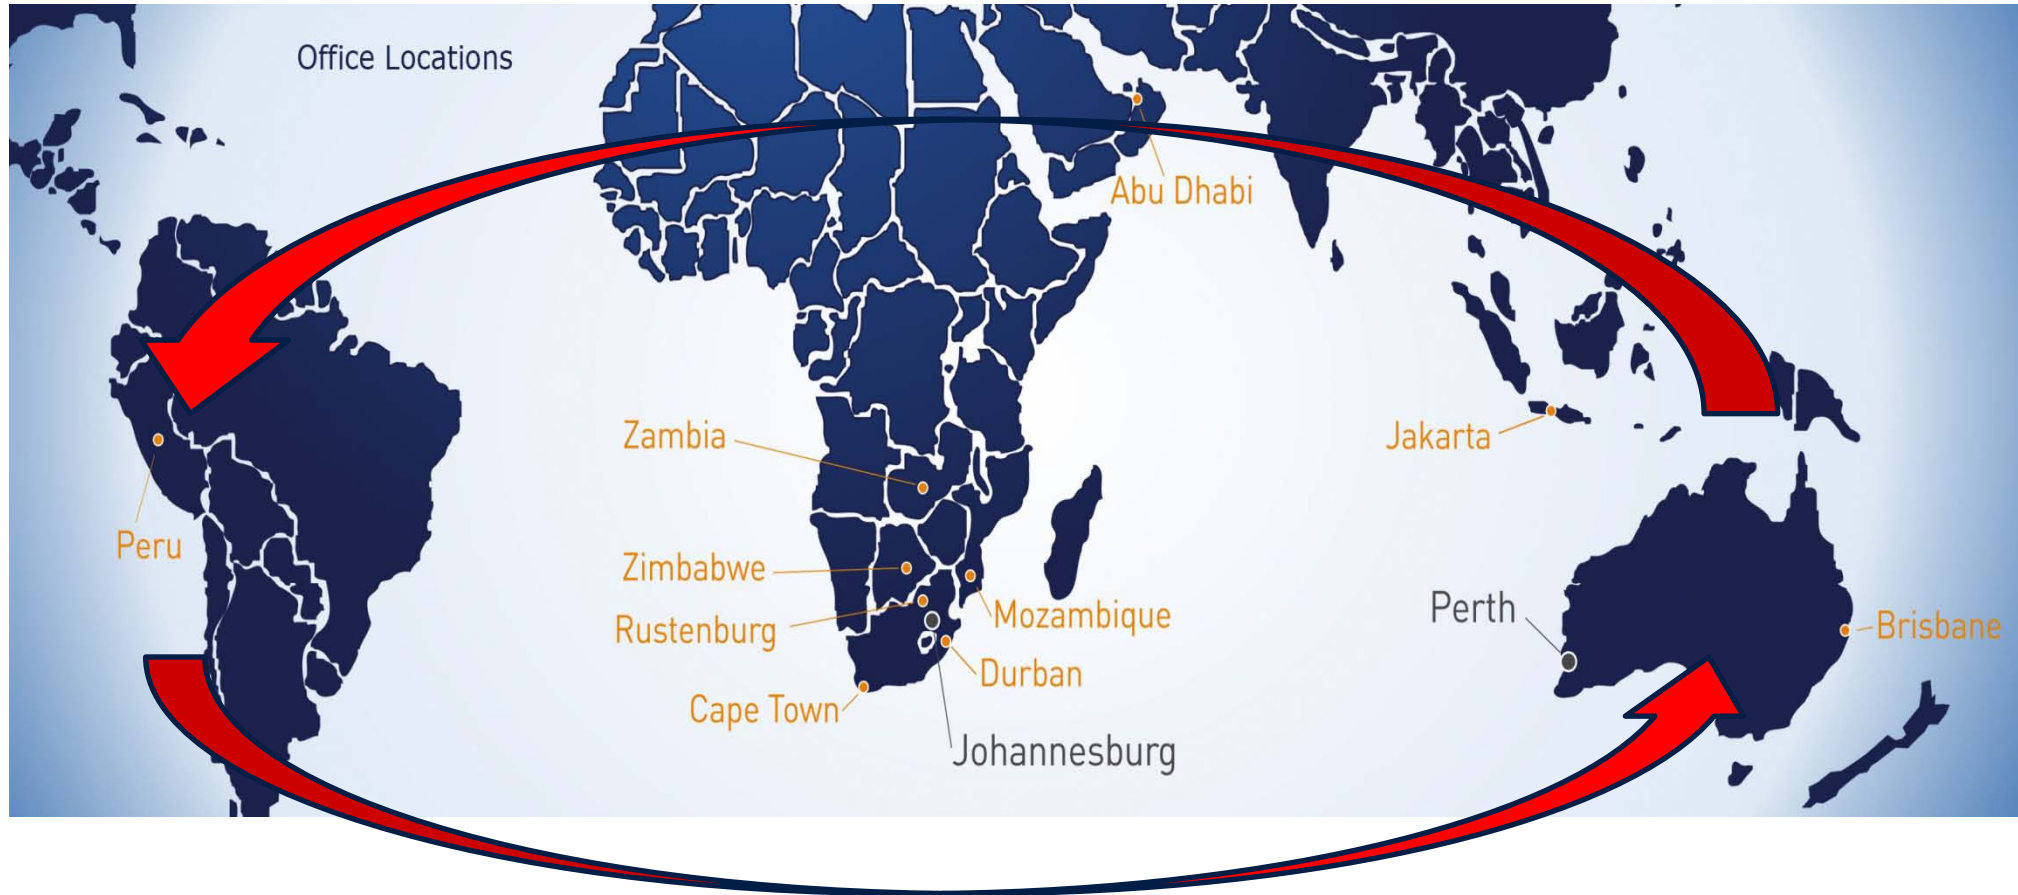 Office Locations
Abu Dhabi
Zambia
Jakarta
Peru
Zimbabwe
Mozambique
Perth
Rustenburg
Brisbane
Durban
Cape Town
Johannesburg